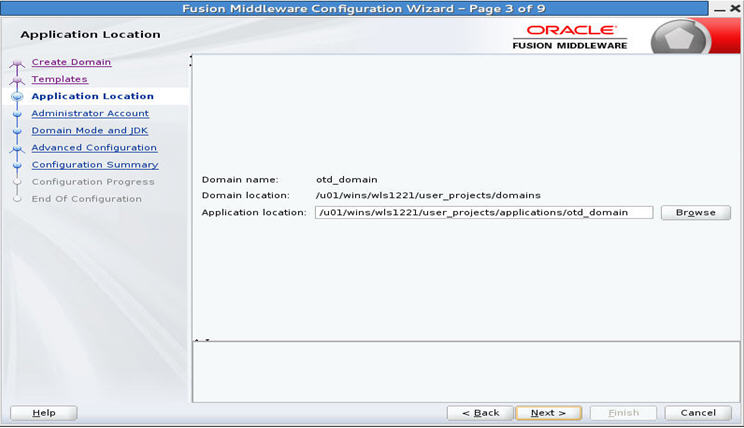 Fusion Middleware Configuration Wizard - Page 3 of 9
Application Location
ORACLE
FUSION MIDDLEWARE
Create Domain
Templates
Application Location
Administrator Account
Domain Mode and JDK
Advanced Configuration
Configuration Summary
Configuration Progress
End Of Configuration
Domain name: otd_domain
Domain location: /u01/wins/wls1221/user_projects/domains
Application location: /u01/wins/wls1221/user_projects/applications/otd_domain Browse
Help < Back Next > Finish Cancel